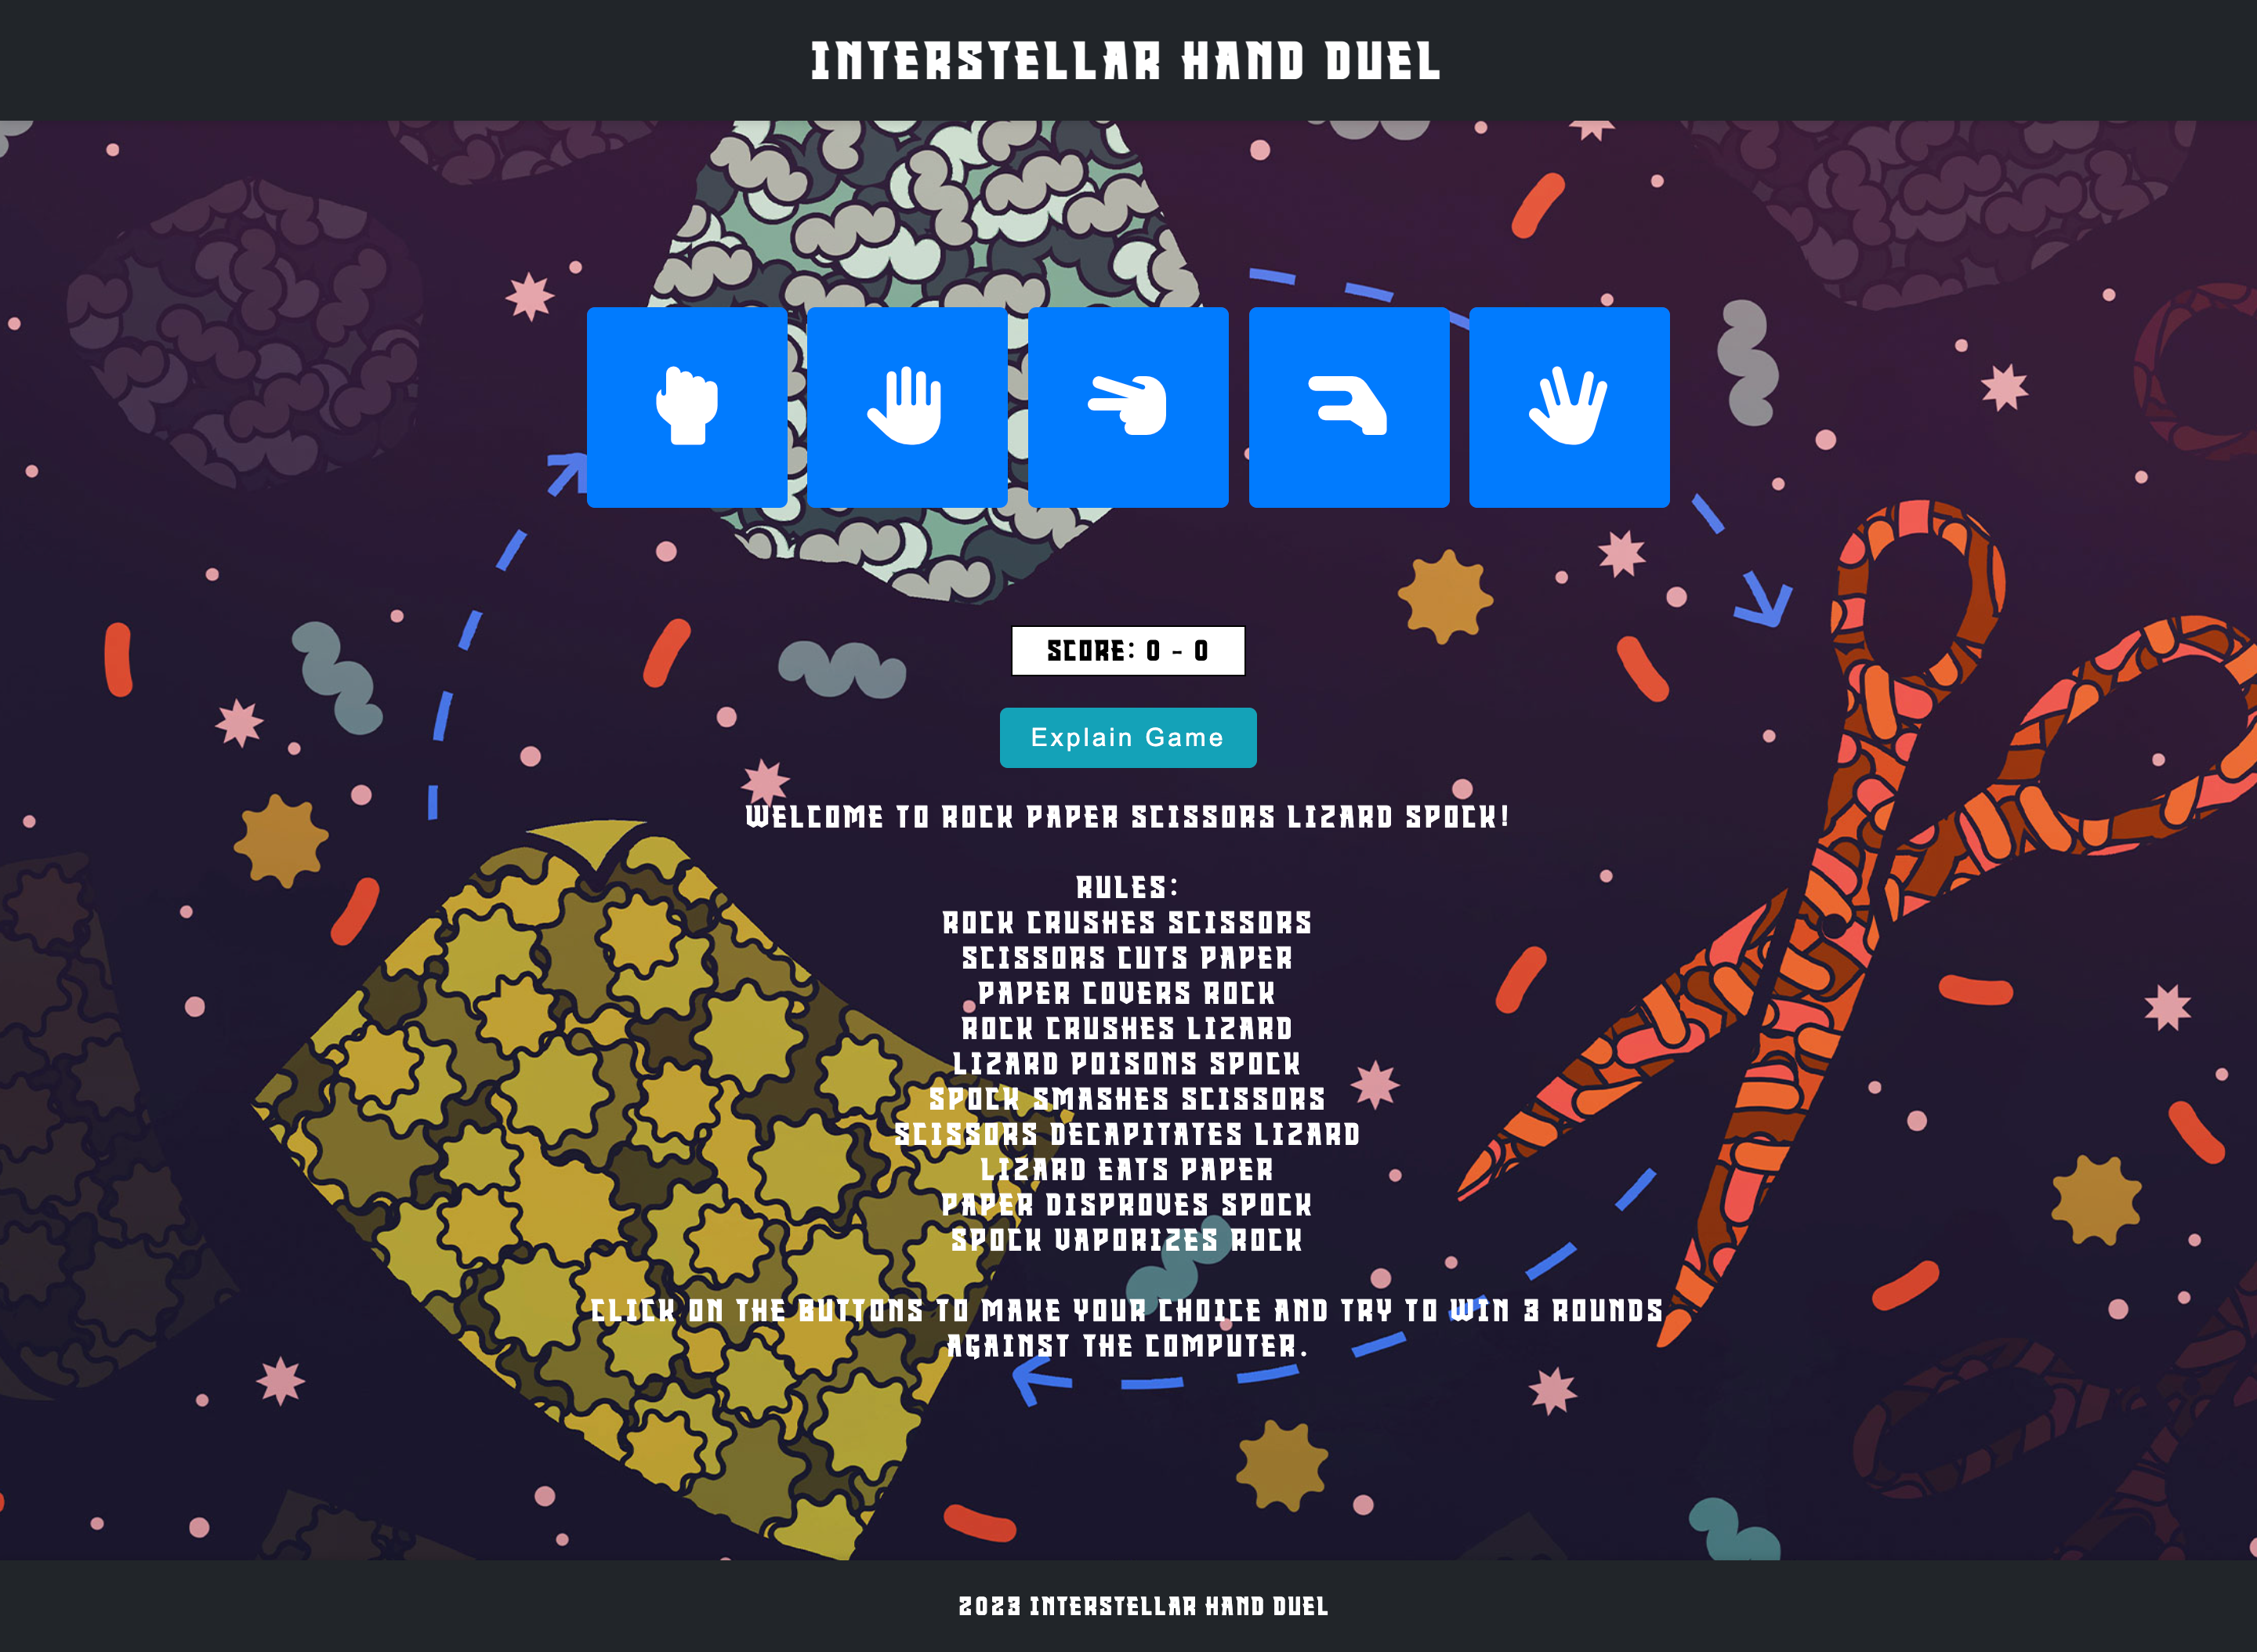 INTERSTELLAR HAND DUEL
SCORE: 0 - 0
Explain Game
WELCOME TO ROCK PAPER SCISSORS LIZARD SPOCK!
RULES:
ROCK CRUSHES SCISSORS
SCISSORS CUTS PAPER
PAPER COVERS ROCK
ROCK CRUSHES LIZARD
LIZARD POISONS SPOCK
SPOCK SMASHES SCISSORS
SCISSORS DECAPITATES LIZARD
LIZARD EATS PAPER
PAPER DISPROVES SPOCK
SPOCK VAPORIZES ROCK
CLICK ON THE BUTTONS TO MAKE YOUR CHOICE AND TRY TO WIN 3 ROUNDS
AGAINST THE COMPUTER.
2023 INTERSTELLAR HAND DUEL